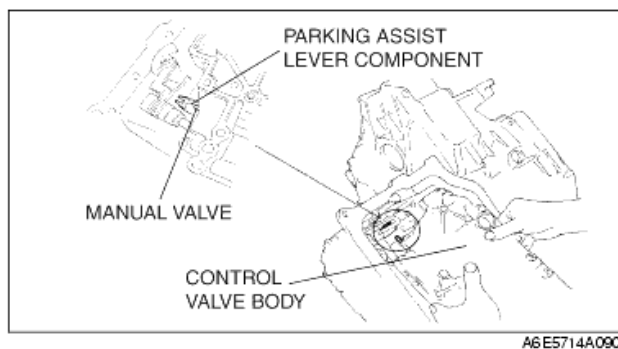 PARKING ASSIST
LEVER COMPONENT
MANUAL VALVE
CONTROL
VALVE BODY
A6E5714A090